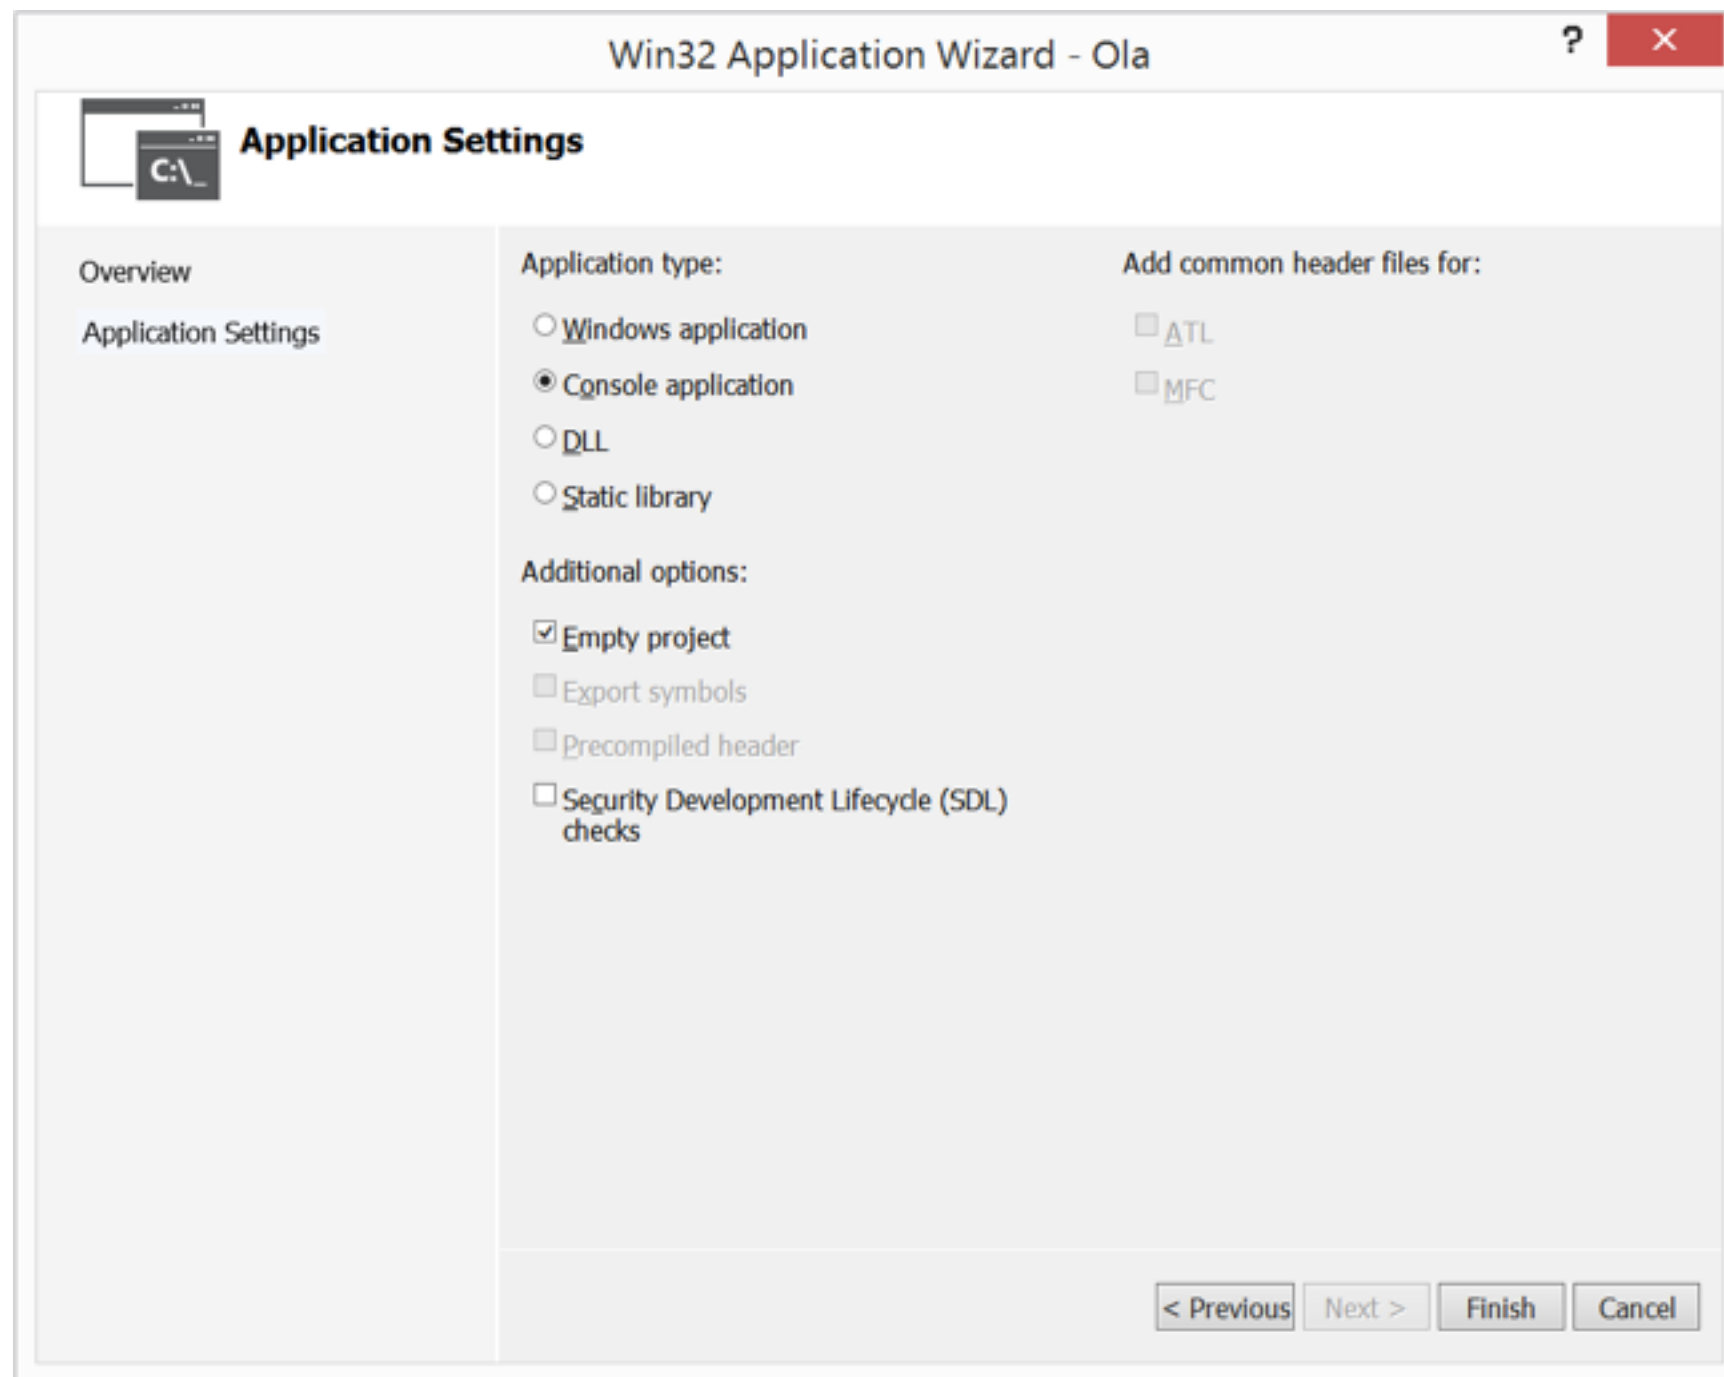 Win32 Application Wizard - Ola
?
C:\_
Application Settings
Overview
Application Settings
Application type:
Windows application
Console application
DLL
Static library
Additional options:
Empty project
Export symbols
Precompiled header
Security Development Lifecycle (SDL)
checks
Add common header files for:
ATL
MFC
< Previous
Next >
Finish
Cancel